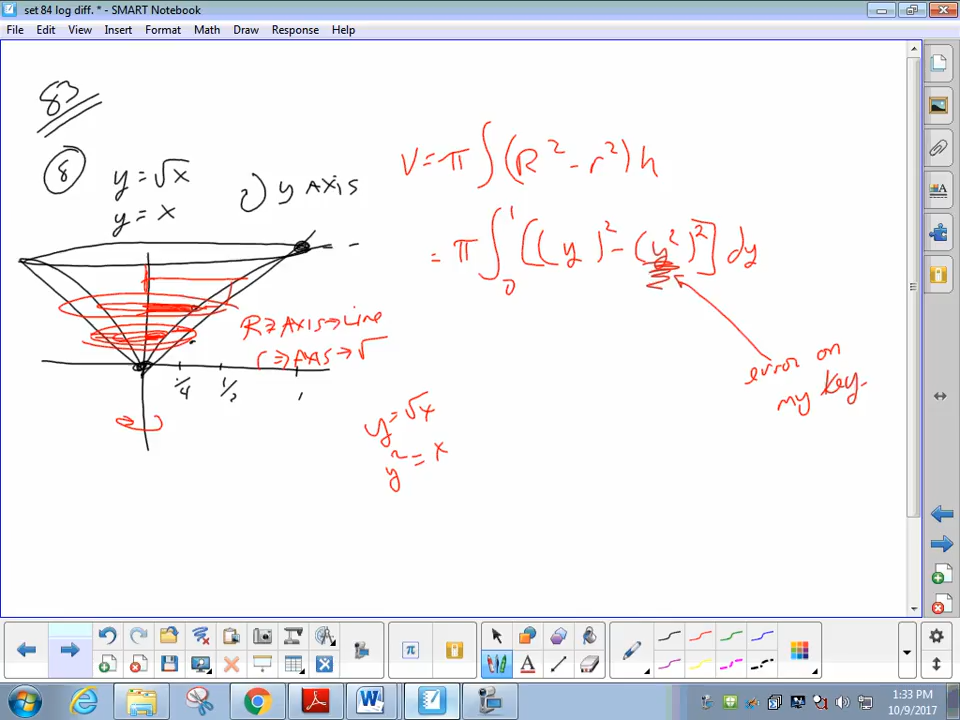 set 84 log diff. * - SMART Notebook
File Edit View Insert Format Math Draw Response Help
83
8
y = √x
y = x
2) y AXIS
V = π ∫ (R² - r²) h
= π ∫₀¹ [(y)² - (y²)²] dy
R ⇒ AXIS → Line
r ⇒ AXIS → √
1/4 1/2 1
error on
my key
y = √x
y² = x
1:33 PM
10/9/2017